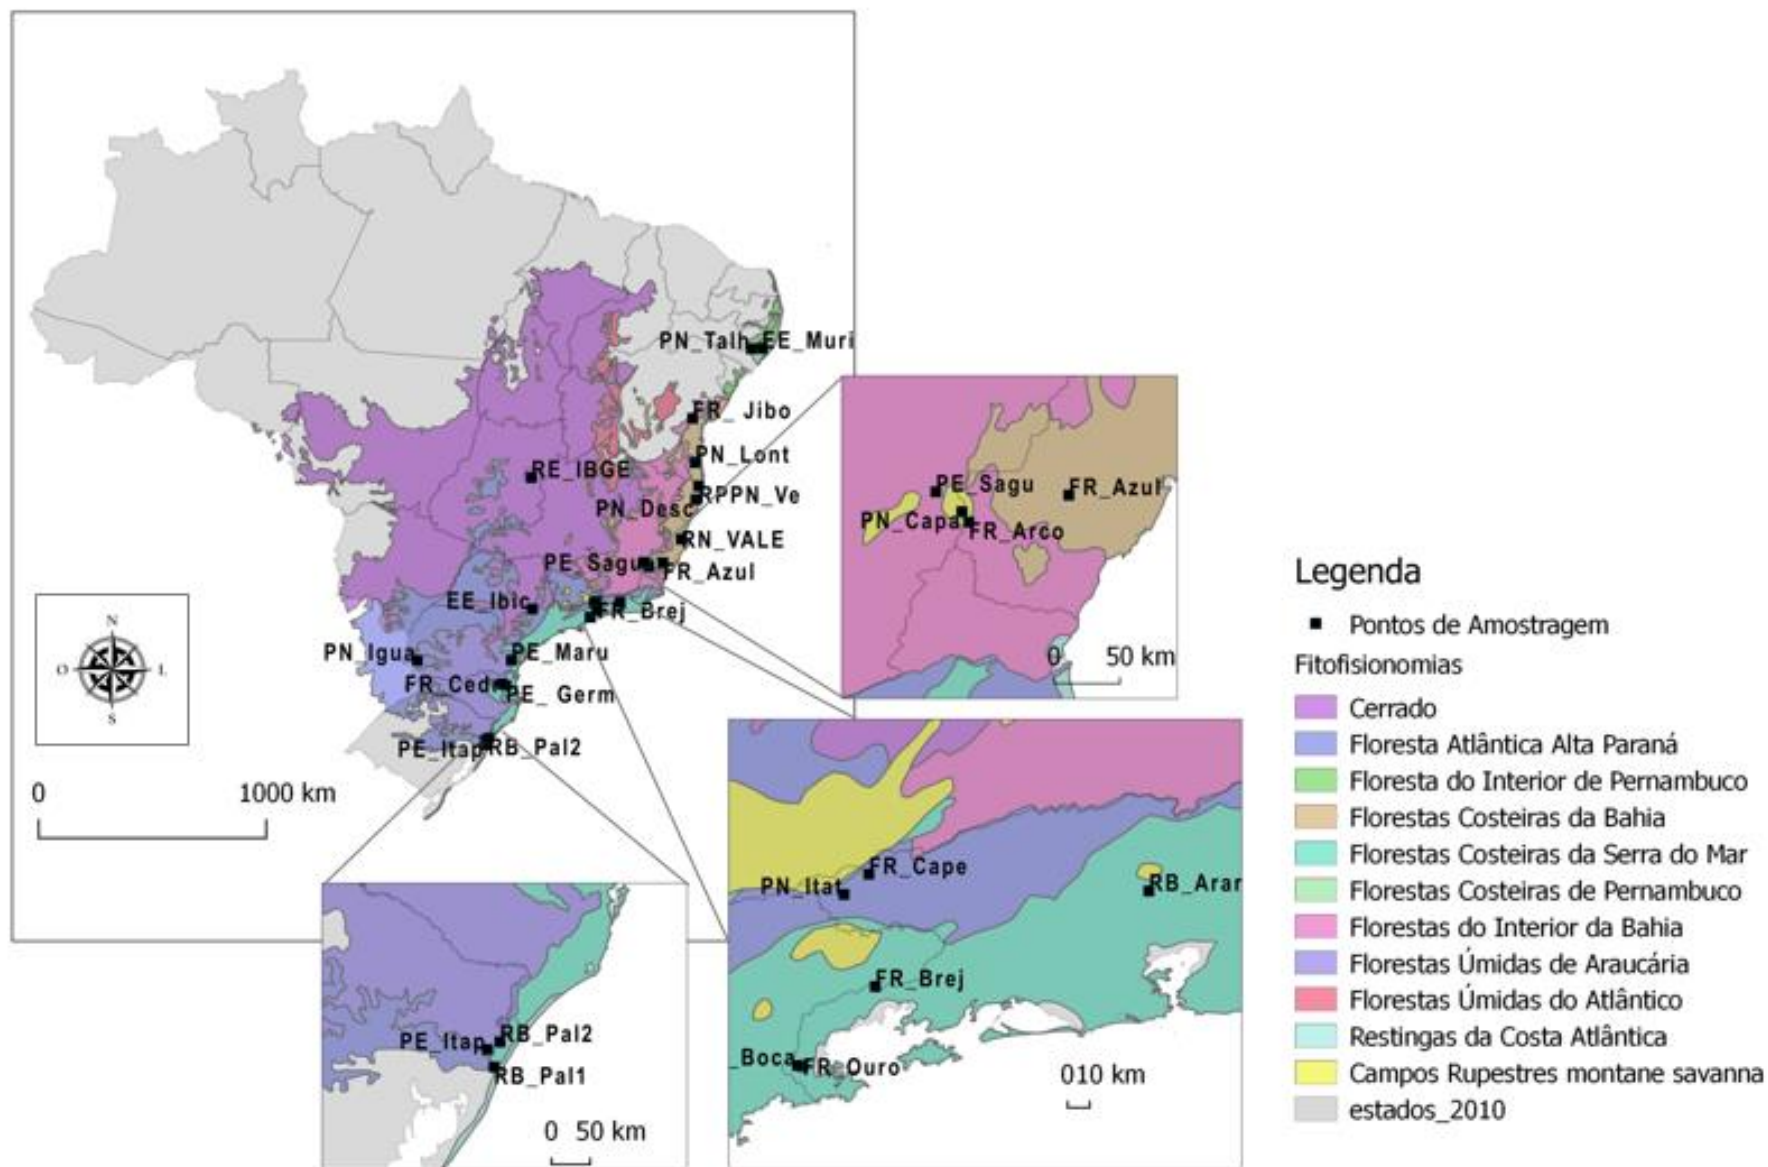 PN_Talh EE_Muri
FR_ Jibo
PN_Lont
RE_IBGE
RPPN_Ve
PN_Desc
RN_VALE
PE_Sagu
FR_Azul
EE_Ibic
FR_Brej
PN_Igua
PE_Maru
FR_Cedr
PE_ Germ
PE_Itap RB_Pal2
N
O L
S
0 1000 km
PE_Sagu
FR_Azul
PN_Capa
FR_Arco
0 50 km
FR_Cape
PN_Itat
RB_Arar
FR_Brej
_Boca FR_Ouro
010 km
RB_Pal2
PE_Itap
RB_Pal1
0 50 km
Legenda
Pontos de Amostragem
Fitofisionomias
Cerrado
Floresta Atlântica Alta Paraná
Floresta do Interior de Pernambuco
Florestas Costeiras da Bahia
Florestas Costeiras da Serra do Mar
Florestas Costeiras de Pernambuco
Florestas do Interior da Bahia
Florestas Úmidas de Araucária
Florestas Úmidas do Atlântico
Restingas da Costa Atlântica
Campos Rupestres montane savanna
estados_2010